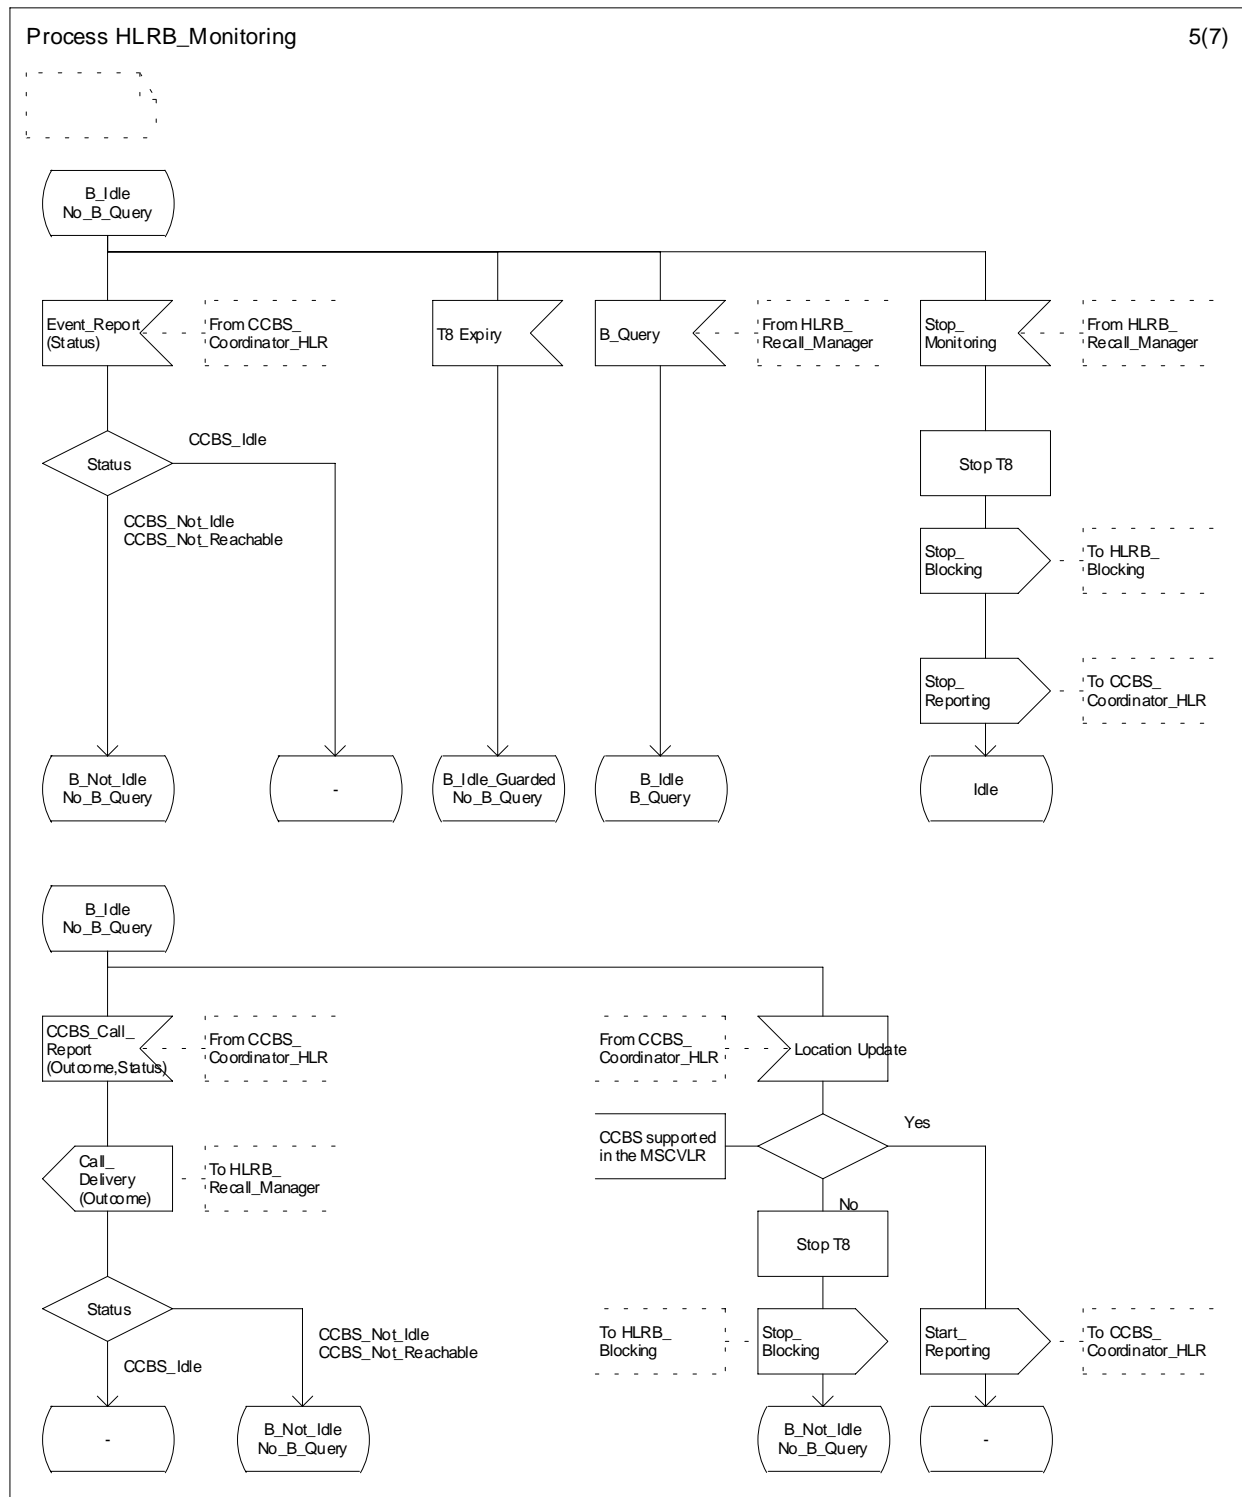 Process HLRB_Monitoring
5(7)
B_Idle
No_B_Query
Event_Report
(Status)
From CCBS_
Coordinator_HLR
T8 Expiry
B_Query
From HLRB_
Recall_Manager
Stop_
Monitoring
From HLRB_
Recall_Manager
Status
CCBS_Idle
CCBS_Not_Idle
CCBS_Not_Reachable
Stop T8
Stop_
Blocking
To HLRB_
Blocking
Stop_
Reporting
To CCBS_
Coordinator_HLR
B_Not_Idle
No_B_Query
-
B_Idle_Guarded
No_B_Query
B_Idle
B_Query
Idle
B_Idle
No_B_Query
CCBS_Call_
Report
(Outcome,Status)
From CCBS_
Coordinator_HLR
From CCBS_
Coordinator_HLR
Location Update
Call_
Delivery
(Outcome)
To HLRB_
Recall_Manager
CCBS supported
in the MSCVLR
Yes
No
Stop T8
Status
CCBS_Not_Idle
CCBS_Not_Reachable
CCBS_Idle
To HLRB_
Blocking
Stop_
Blocking
Start_
Reporting
To CCBS_
Coordinator_HLR
-
B_Not_Idle
No_B_Query
B_Not_Idle
No_B_Query
-